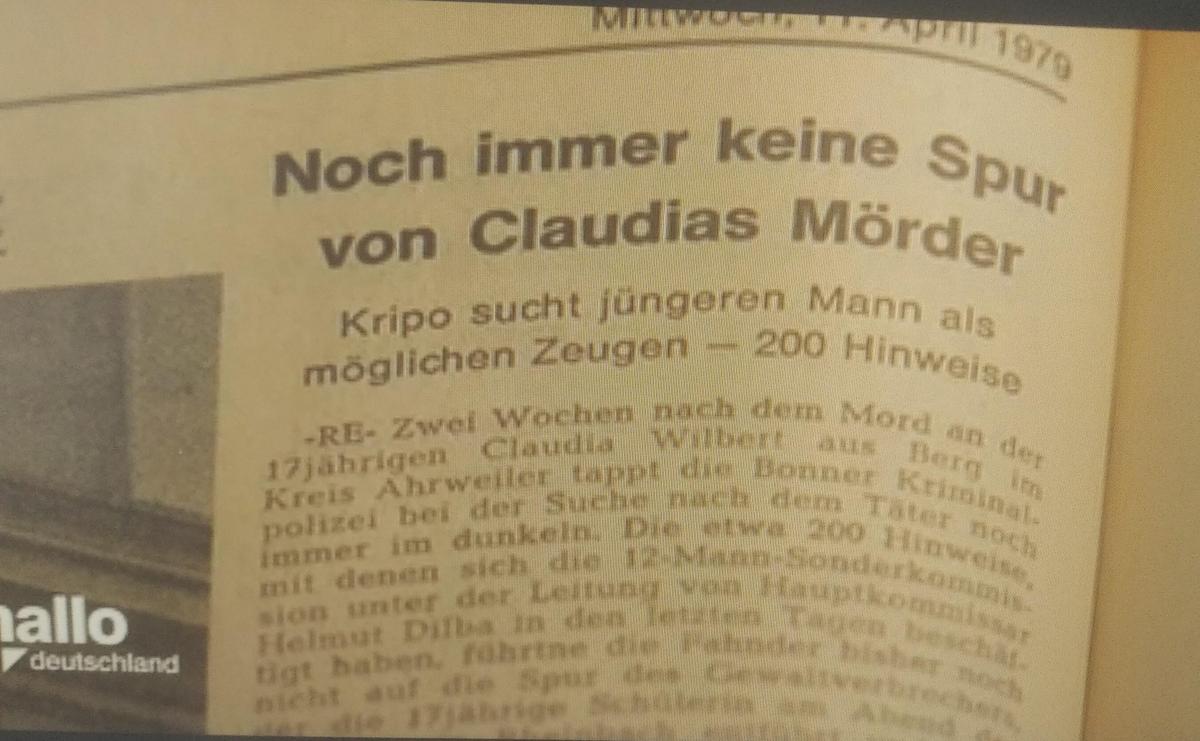 Mittwoch, 11. April 1979
Noch immer keine Spur
von Claudias Mörder
Kripo sucht jüngeren Mann als
möglichen Zeugen — 200 Hinweise
-RE- Zwei Wochen nach dem Mord an der
17jährigen Claudia Wilbert aus Berg im
Kreis Ahrweiler tappt die Bonner Kriminal-
polizei bei der Suche nach dem Täter noch
immer im dunkeln. Die etwa 200 Hinweise,
mit denen sich die 12-Mann-Sonderkommis-
sion unter der Leitung von Hauptkommissar
Helmut Dilba in den letzten Tagen beschäf-
tigt haben, führtne die Fahnder bisher noch
nicht auf die Spur des Gewaltverbrechers,
der die 17jährige Schülerin am Abend
hallo
deutschland